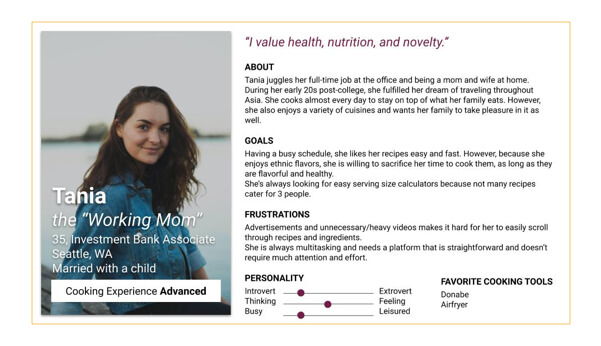 "I value health, nutrition, and novelty."
ABOUT
Tania juggles her full-time job at the office and being a mom and wife at home.
During her early 20s post-college, she fulfilled her dream of traveling throughout
Asia. She cooks almost every day to stay on top of what her family eats. However,
she also enjoys a variety of cuisines and wants her family to take pleasure in it as
well.
GOALS
Having a busy schedule, she likes her recipes easy and fast. However, because she
enjoys ethnic flavors, she is willing to sacrifice her time to cook them, as long as they
are flavorful and healthy.
She's always looking for easy serving size calculators because not many recipes
cater for 3 people.
FRUSTRATIONS
Advertisements and unnecessary/heavy videos makes it hard for her to easily scroll
through recipes and ingredients.
She is always multitasking and needs a platform that is straightforward and doesn't
require much attention and effort.
PERSONALITY
Introvert Extrovert
Thinking Feeling
Busy Leisured
FAVORITE COOKING TOOLS
Donabe
Airfryer
Tania
the "Working Mom"
35, Investment Bank Associate
Seattle, WA
Married with a child
Cooking Experience Advanced